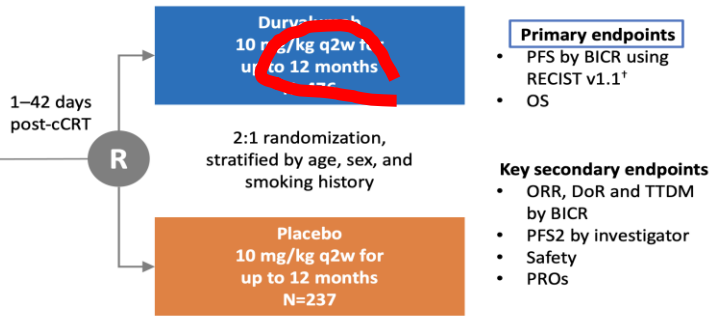 1–42 days
post-cCRT
R
Durvalumab
10 mg/kg q2w for
up to 12 months
2:1 randomization,
stratified by age, sex, and
smoking history
Placebo
10 mg/kg q2w for
up to 12 months
N=237
Primary endpoints
• PFS by BICR using
RECIST v1.1†
• OS
Key secondary endpoints
• ORR, DoR and TTDM
by BICR
• PFS2 by investigator
• Safety
• PROs